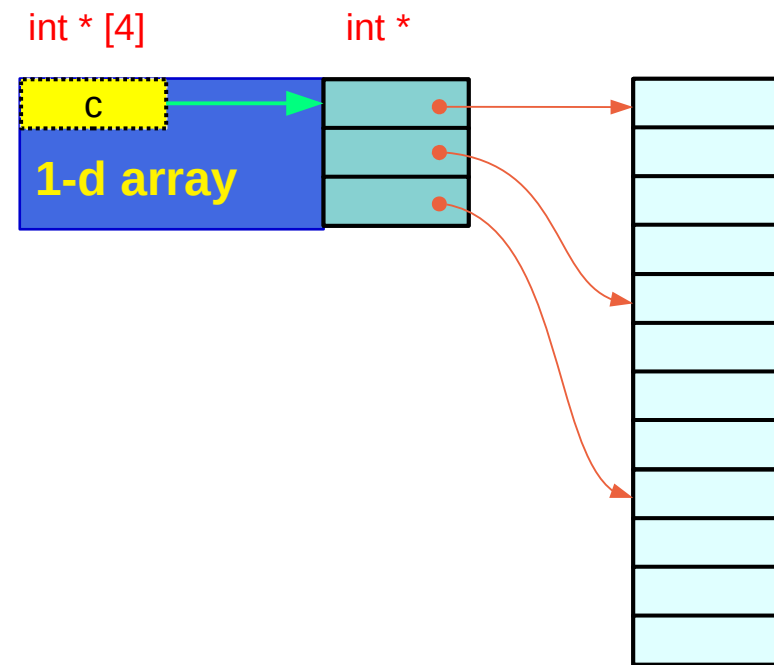 int * [4]
int *
c
1-d array